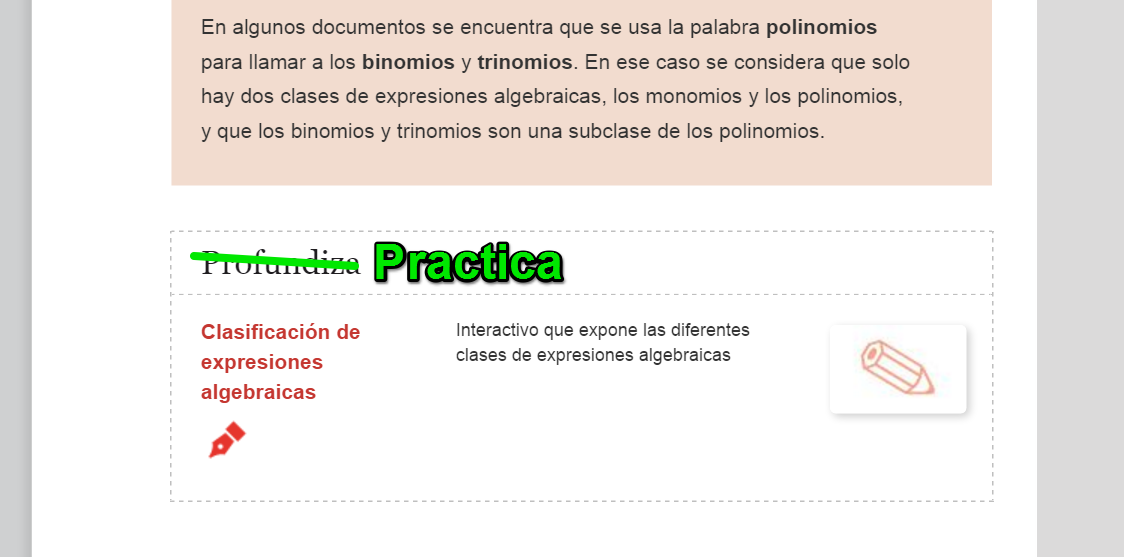 En algunos documentos se encuentra que se usa la palabra polinomios
para llamar a los binomios y trinomios. En ese caso se considera que solo
hay dos clases de expresiones algebraicas, los monomios y los polinomios,
y que los binomios y trinomios son una subclase de los polinomios.
Profundiza Practica
Clasificación de
expresiones
algebraicas
Interactivo que expone las diferentes
clases de expresiones algebraicas